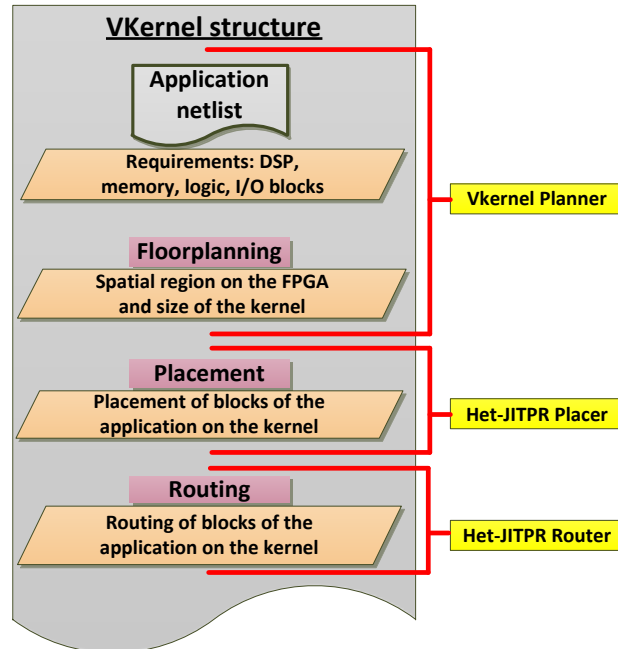 VKernel structure
Application
netlist
Requirements: DSP,
memory, logic, I/O blocks
Vkernel Planner
Floorplanning
Spatial region on the FPGA
and size of the kernel
Placement
Placement of blocks of the
application on the kernel
Het-JITPR Placer
Routing
Routing of blocks of the
application on the kernel
Het-JITPR Router